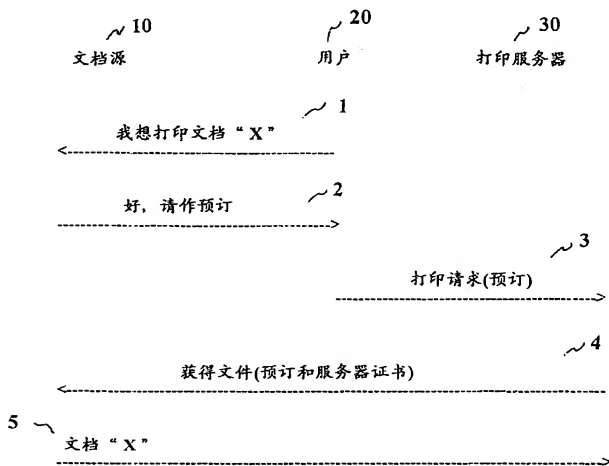 10 20 30
文档源 用户 打印服务器
1
我想打印文档“X”
2
好，请作预订
3
打印请求(预订)
4
获得文件(预订和服务器证书)
5
文档“X”